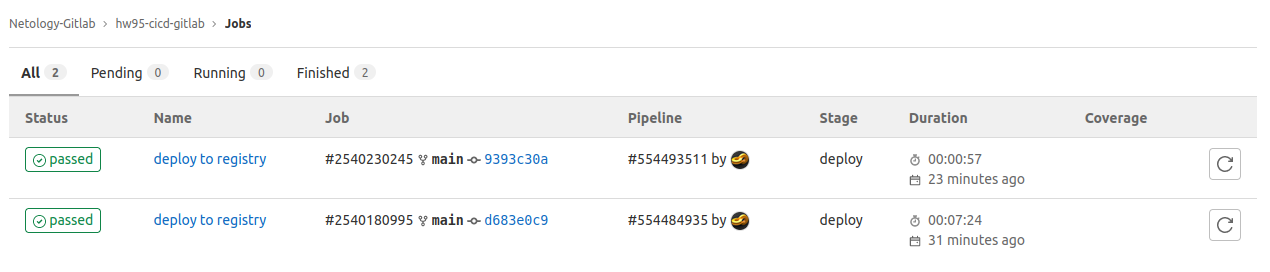 Netology-Gitlab › hw95-cicd-gitlab › Jobs
All 2 Pending 0 Running 0 Finished 2
Status Name Job Pipeline Stage Duration Coverage
passed deploy to registry #2540230245 main 9393c30a #554493511 by deploy 00:00:57
23 minutes ago
passed deploy to registry #2540180995 main d683e0c9 #554484935 by deploy 00:07:24
31 minutes ago